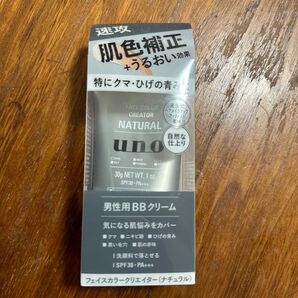 速攻
肌色補正
+うるおい効果
特にクマ・ひげの青み
FACE COLOR
CREATOR
NATURAL
uno
自然な
仕上り
30g NET WT. 1 oz.
SPF30・PA+++
男性用BBクリーム
気になる肌悩みをカバー
■クマ ■ニキビ跡 ■ひげの青み
■黒い毛穴 ■肌の赤味
洗顔料で落とせる
SPF30・PA+++
フェイスカラークリエイター(ナチュラル)